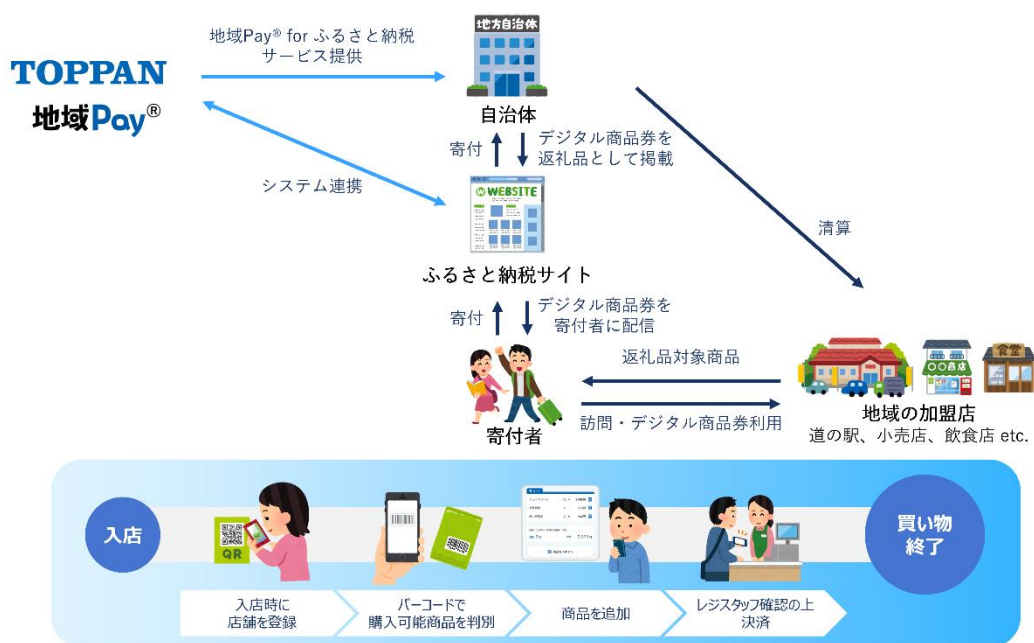 地方自治体
地域Pay® for ふるさと納税
サービス提供
TOPPAN
地域Pay®
自治体
寄付
デジタル商品券を
返礼品として掲載
システム連携
WEBSITE
清算
ふるさと納税サイト
寄付
デジタル商品券を
寄付者に配信
返礼品対象商品
〇〇商店
食堂
寄付者
訪問・デジタル商品券利用
地域の加盟店
道の駅、小売店、飲食店 etc.
入店
QR
買い物
終了
入店時に
店舗を登録
バーコードで
購入可能商品を判別
商品を追加
レジスタッフ確認の上
決済